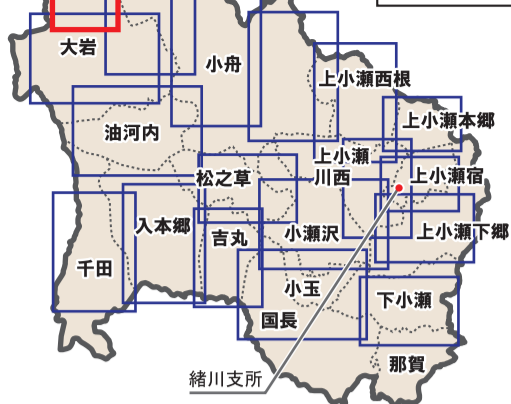 大岩
小舟
上小瀬西根
油河内
上小瀬本郷
上小瀬
川西
松之草
上小瀬宿
入本郷
吉丸
小瀬沢
上小瀬下郷
千田
小玉
下小瀬
国長
那賀
緒川支所